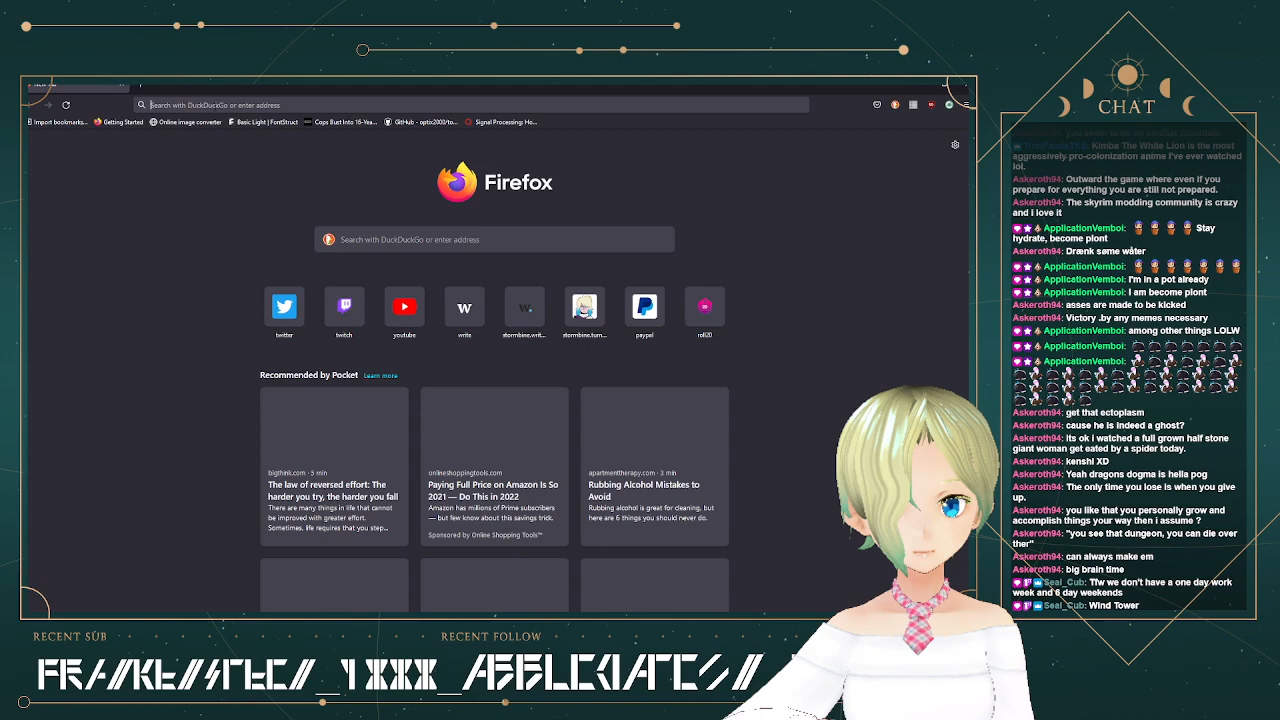 Search with DuckDuckGo or enter address
Import bookmarks...
Getting Started
Online image converter
Basic Light | FontStruct
Cops Bust Into 16-Yea...
GitHub - optix2000/to...
Signal Processing: Ho...
Firefox
Search with DuckDuckGo or enter address
twitter
twitch
youtube
write
stormbine.writ...
stormbine.tum...
paypal
roll20
Recommended by Pocket Learn more
bigthink.com · 5 min
The law of reversed effort: The
harder you try, the harder you fall
There are many things in life that cannot
be improved with greater effort.
Sometimes, life requires that you step...
onlineshoppingtools.com
Paying Full Price on Amazon Is So
2021 — Do This in 2022
Amazon has millions of Prime subscribers
— but few know about this savings trick.
Sponsored by Online Shopping Tools™
apartmenttherapy.com · 3 min
Rubbing Alcohol Mistakes to
Avoid
Rubbing alcohol is great for cleaning, but
here are 6 things you should never do.
CHAT
Kimba The White Lion is the most
aggressively pro-colonization anime I've ever watched
lol.
Askeroth94: Outward the game where even if you
prepare for everything you are still not prepared.
Askeroth94: The skyrim modding community is crazy
and i love it
ApplicationVemboi: Stay
hydrate, become plont
Askeroth94: Drænk søme wåter
ApplicationVemboi:
ApplicationVemboi: I'm in a pot already
ApplicationVemboi: I am become plont
Askeroth94: asses are made to be kicked
Askeroth94: Victory .by any memes necessary
ApplicationVemboi: among other things LOLW
ApplicationVemboi:
ApplicationVemboi:
Askeroth94: get that ectoplasm
Askeroth94: cause he is indeed a ghost?
Askeroth94: its ok i watched a full grown half stone
giant woman get eated by a spider today.
Askeroth94: kenshi XD
Askeroth94: Yeah dragons dogma is hella pog
Askeroth94: The only time you lose is when you give
up.
Askeroth94: you like that you personally grow and
accomplish things your way then i assume ?
Askeroth94: "you see that dungeon, you can die over
ther"
Askeroth94: can always make em
Askeroth94: big brain time
Seal_Cub: Tfw we don't have a one day work
week and 6 day weekends
Seal_Cub: Wind Tower
RECENT SUB
RECENT FOLLOW